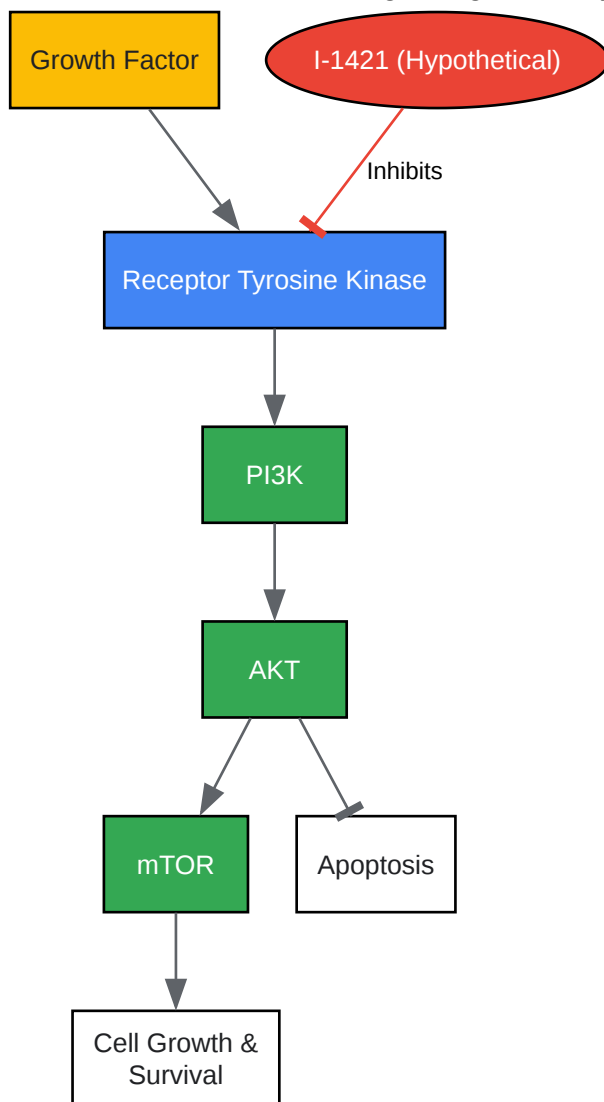 Growth Factor
I-1421 (Hypothetical)
Inhibits
Receptor Tyrosine Kinase
PI3K
AKT
mTOR
Apoptosis
Cell Growth &
Survival